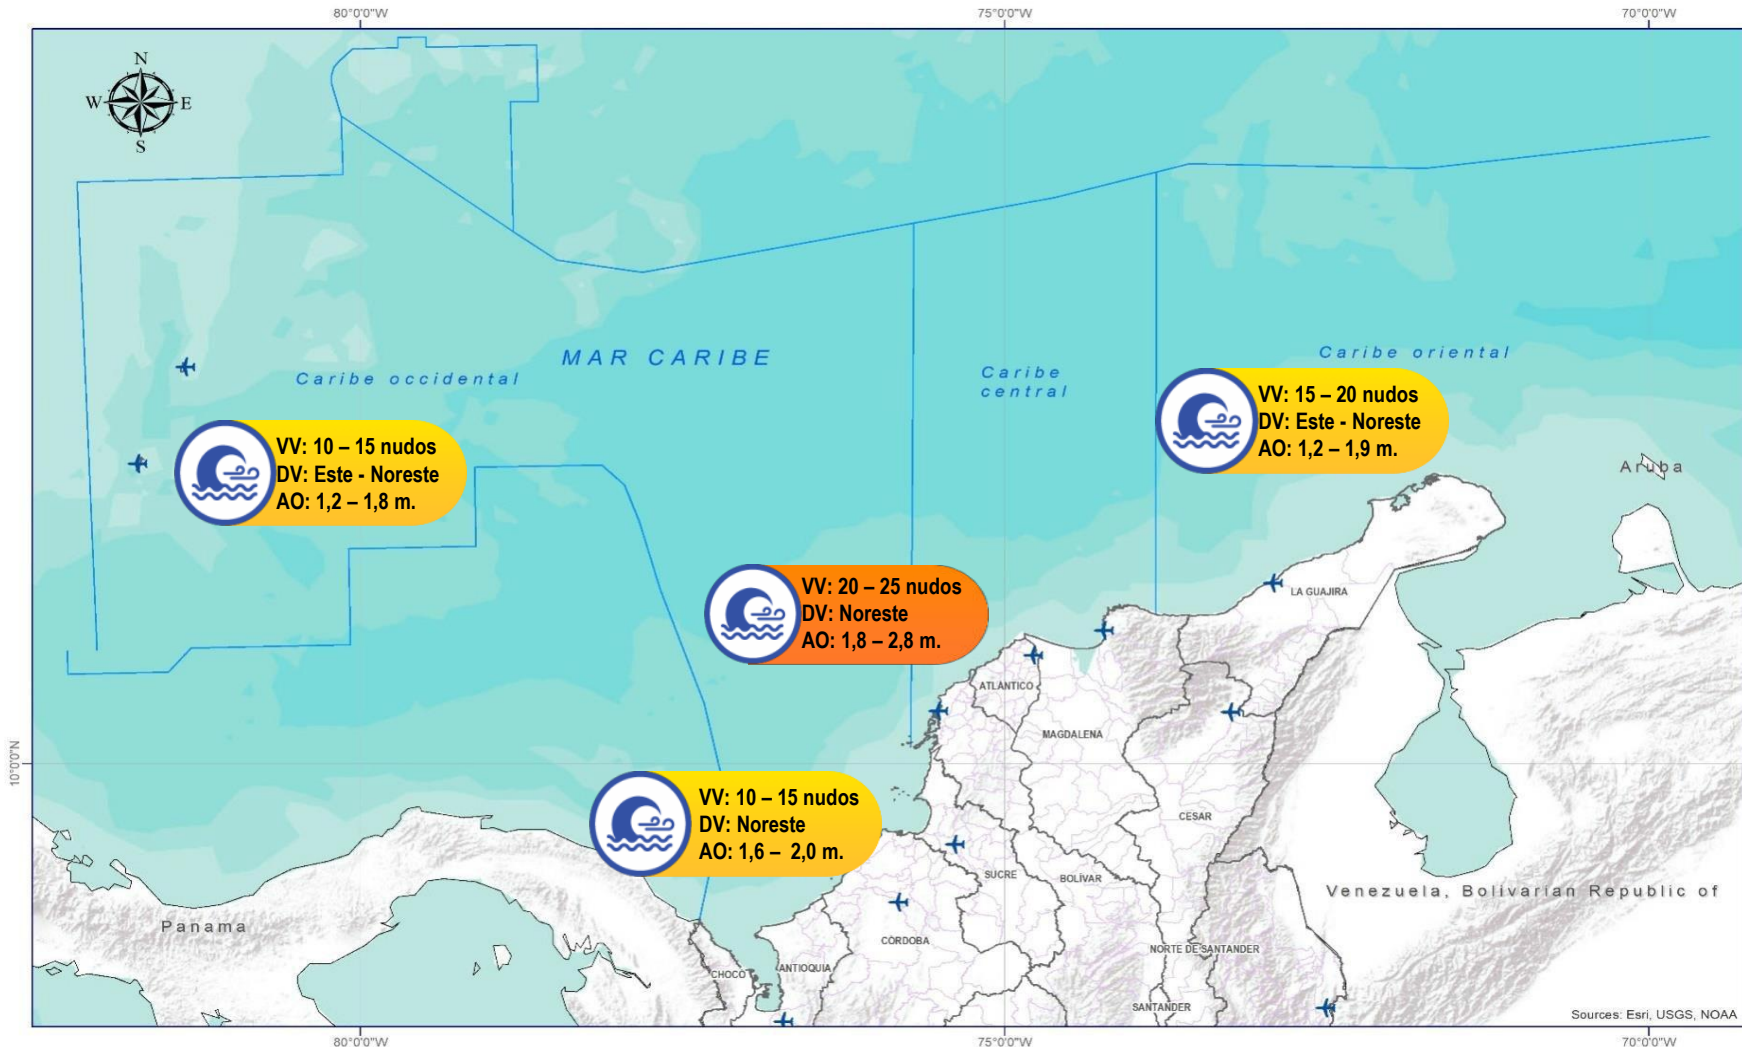 80°0'0"W
75°0'0"W
70°0'0"W
N
W
E
S
MAR CARIBE
Caribe occidental
Caribe
central
Caribe oriental
VV: 15 – 20 nudos
DV: Este - Noreste
AO: 1,2 – 1,9 m.
VV: 10 – 15 nudos
DV: Este - Noreste
AO: 1,2 – 1,8 m.
Aruba
VV: 20 – 25 nudos
DV: Noreste
AO: 1,8 – 2,8 m.
LA GUAJIRA
ATLÁNTICO
MAGDALENA
10°0'0"N
VV: 10 – 15 nudos
DV: Noreste
AO: 1,6 – 2,0 m.
CESAR
SUCRE
BOLÍVAR
Venezuela, Bolivarian Republic of
Panama
CÓRDOBA
NORTE DE SANTANDER
CHOCO
ANTIOQUIA
SANTANDER
Sources: Esri, USGS, NOAA
80°0'0"W
75°0'0"W
70°0'0"W